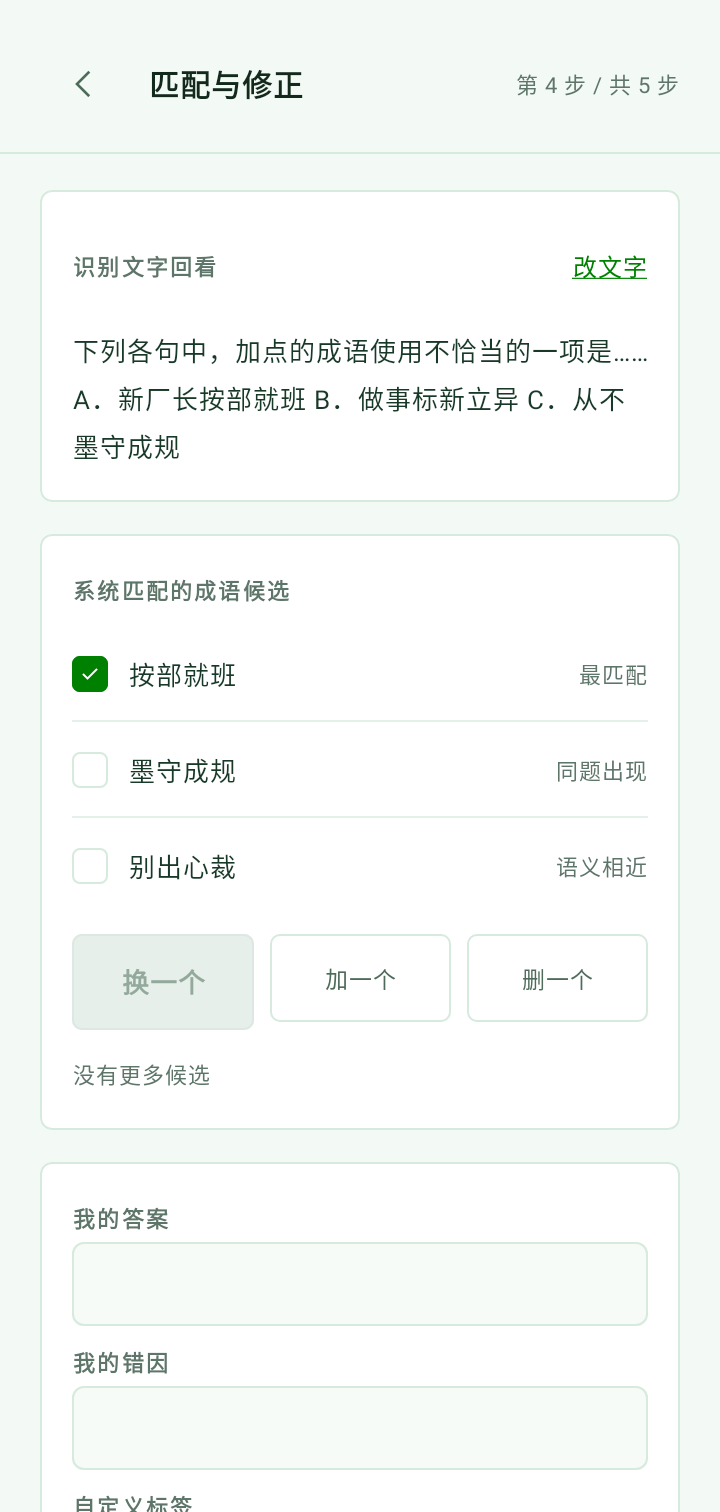 匹配与修正
第 4 步 / 共 5 步
识别文字回看
改文字
下列各句中，加点的成语使用不恰当的一项是……
A．新厂长按部就班 B．做事标新立异 C．从不
墨守成规
系统匹配的成语候选
按部就班
最匹配
墨守成规
同题出现
别出心裁
语义相近
换一个
加一个
删一个
没有更多候选
我的答案
我的错因
自定义标签